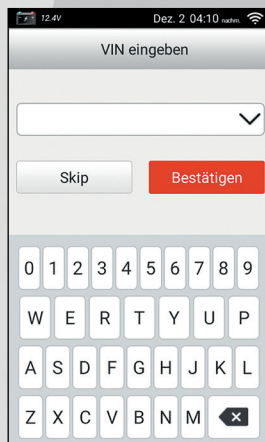 12.4V Dez. 2 04:10 nachm.
VIN eingeben
Skip Bestätigen
0 1 2 3 4 5 6 7 8 9
W E R T Y U P
A S D F G H J K L
Z X C V B N M